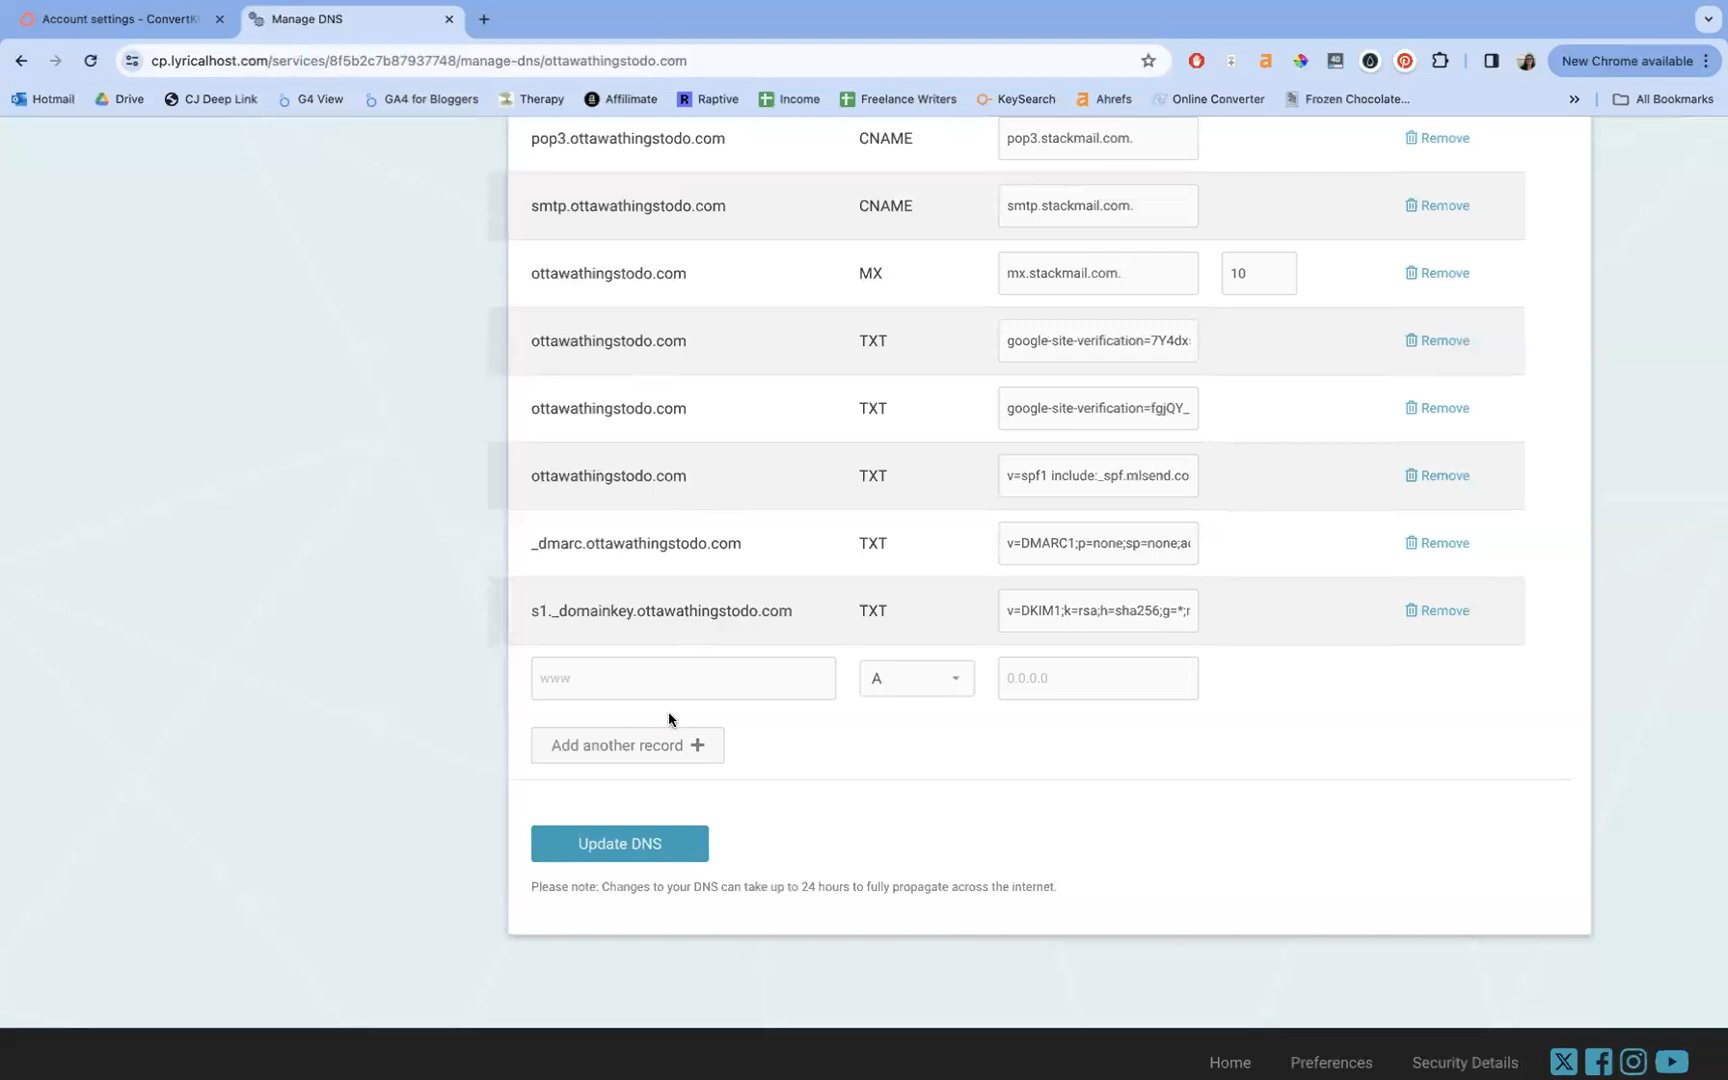 Account settings - ConvertK
Manage DNS
cp.lyricalhost.com/services/8f5b2c7b87937748/manage-dns/ottawathingstodo.com
New Chrome available
Hotmail
Drive
CJ Deep Link
G4 View
GA4 for Bloggers
Therapy
Affilimate
Raptive
Income
Freelance Writers
KeySearch
Ahrefs
Online Converter
Frozen Chocolate...
All Bookmarks
pop3.ottawathingstodo.com CNAME pop3.stackmail.com. Remove
smtp.ottawathingstodo.com CNAME smtp.stackmail.com. Remove
ottawathingstodo.com MX mx.stackmail.com. 10 Remove
ottawathingstodo.com TXT google-site-verification=7Y4dx Remove
ottawathingstodo.com TXT google-site-verification=fgjQY_ Remove
ottawathingstodo.com TXT v=spf1 include:_spf.mlsend.co Remove
_dmarc.ottawathingstodo.com TXT v=DMARC1;p=none;sp=none;ac Remove
s1._domainkey.ottawathingstodo.com TXT v=DKIM1;k=rsa;h=sha256;g=*; Remove
www A 0.0.0.0
Add another record +
Update DNS
Please note: Changes to your DNS can take up to 24 hours to fully propagate across the internet.
Home Preferences Security Details